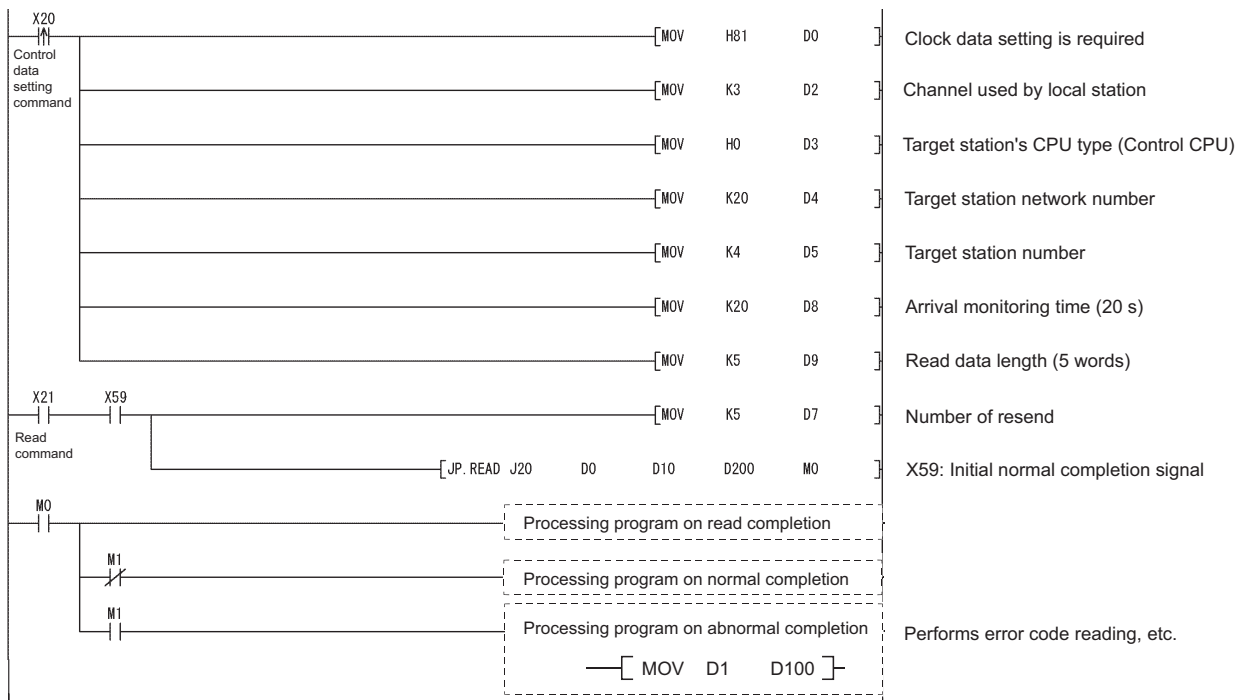 X20
Control
data
setting
command
[MOV H81 D0 ] Clock data setting is required
[MOV K3 D2 ] Channel used by local station
[MOV H0 D3 ] Target station's CPU type (Control CPU)
[MOV K20 D4 ] Target station network number
[MOV K4 D5 ] Target station number
[MOV K20 D8 ] Arrival monitoring time (20 s)
[MOV K5 D9 ] Read data length (5 words)
X21 X59
Read
command
[MOV K5 D7 ] Number of resend
[JP.READ J20 D0 D10 D200 M0 ] X59: Initial normal completion signal
M0
Processing program on read completion
M1
Processing program on normal completion
M1
Processing program on abnormal completion
Performs error code reading, etc.
[ MOV D1 D100 ]